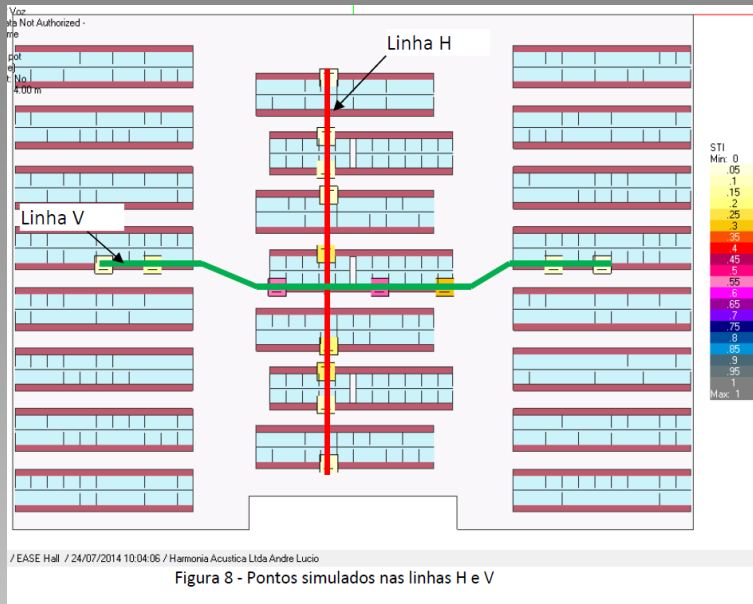 Voz
ata Not Authorized -
me
pot
e)
t: No
4.00 m
Linha H
Linha V
STI
Min: 0
.05
.1
.15
.2
.25
.3
.35
.4
.45
.5
.55
.6
.65
.7
.75
.8
.85
.9
.95
1
Max: 1
/ EASE Hall / 24/07/2014 10:04:06 / Harmonia Acustica Ltda Andre Lucio
Figura 8 - Pontos simulados nas linhas H e V